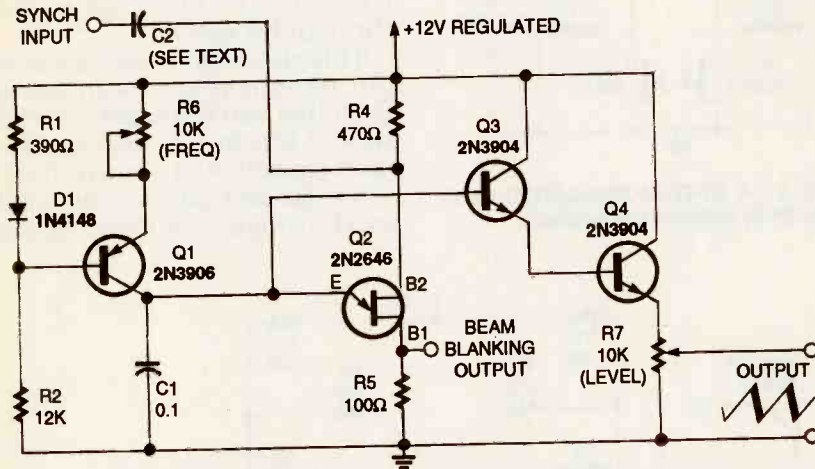 SYNCH
INPUT
C2
(SEE TEXT)
+12V REGULATED
R1
390Ω
R6
10K
(FREQ)
R4
470Ω
Q3
2N3904
D1
1N4148
Q1
2N3906
Q2
2N2646
Q4
2N3904
E
B2
B1
BEAM
BLANKING
OUTPUT
R7
10K
(LEVEL)
OUTPUT
R2
12K
C1
0.1
R5
100Ω